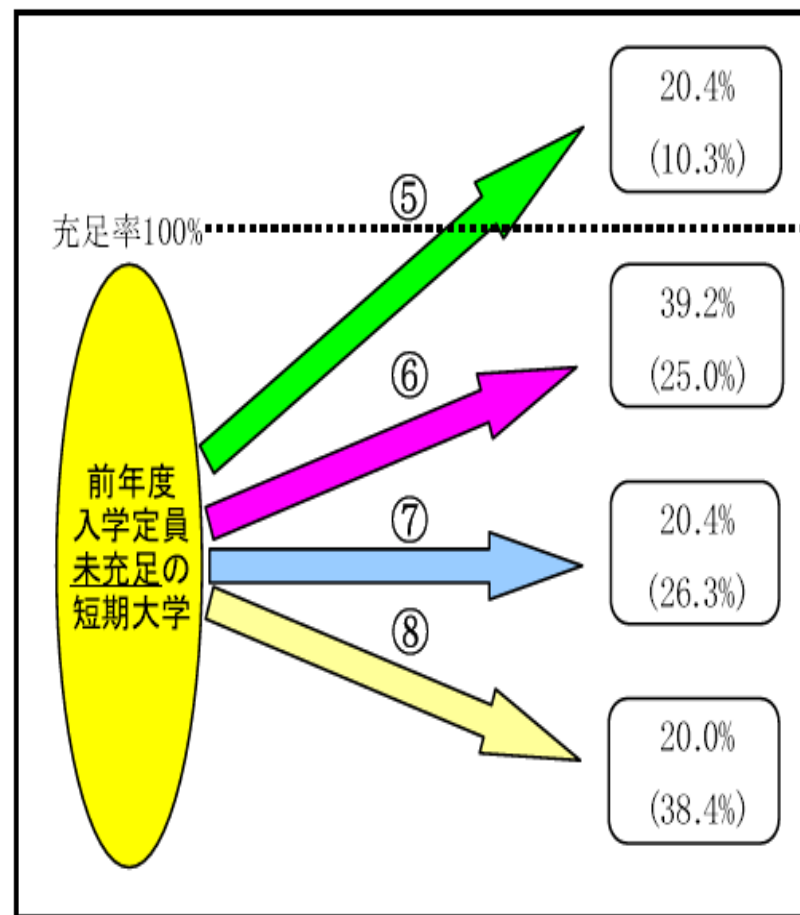 20.4%
(10.3%)
⑤
充足率100%
39.2%
(25.0%)
⑥
前年度
入学定員
未充足の
短期大学
⑦
20.4%
(26.3%)
⑧
20.0%
(38.4%)